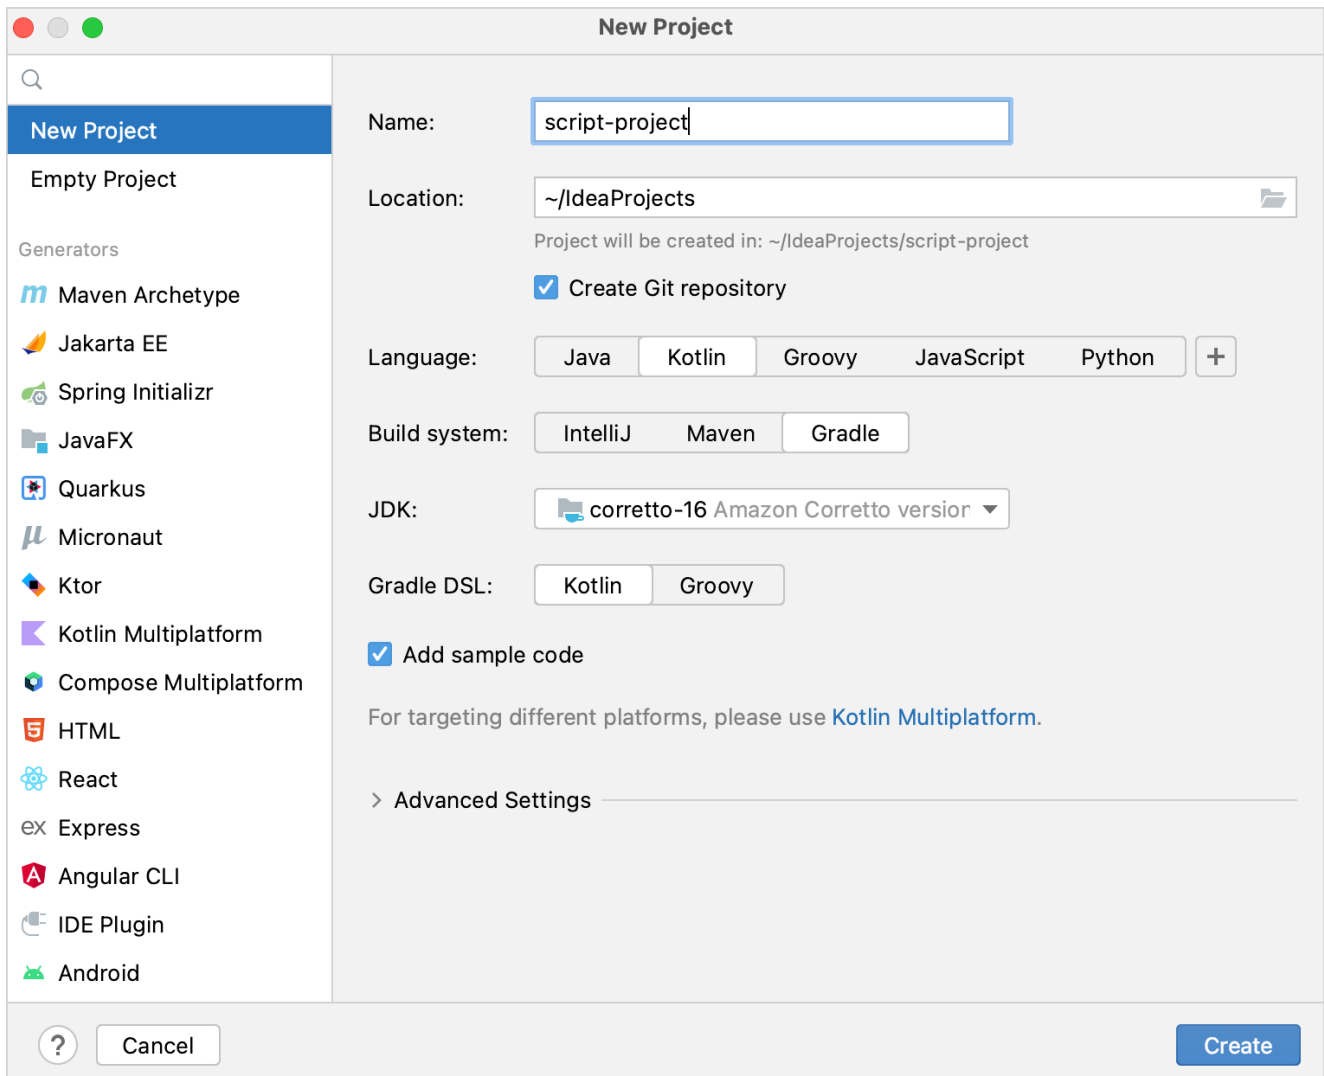 New Project
New Project
Empty Project
Generators
Maven Archetype
Jakarta EE
Spring Initializr
JavaFX
Quarkus
Micronaut
Ktor
Kotlin Multiplatform
Compose Multiplatform
HTML
React
ex Express
Angular CLI
IDE Plugin
Android
Name: script-project
Location: ~/IdeaProjects
Project will be created in: ~/IdeaProjects/script-project
Create Git repository
Language: Java Kotlin Groovy JavaScript Python +
Build system: IntelliJ Maven Gradle
JDK: corretto-16 Amazon Corretto version
Gradle DSL: Kotlin Groovy
Add sample code
For targeting different platforms, please use Kotlin Multiplatform.
Advanced Settings
? Cancel Create